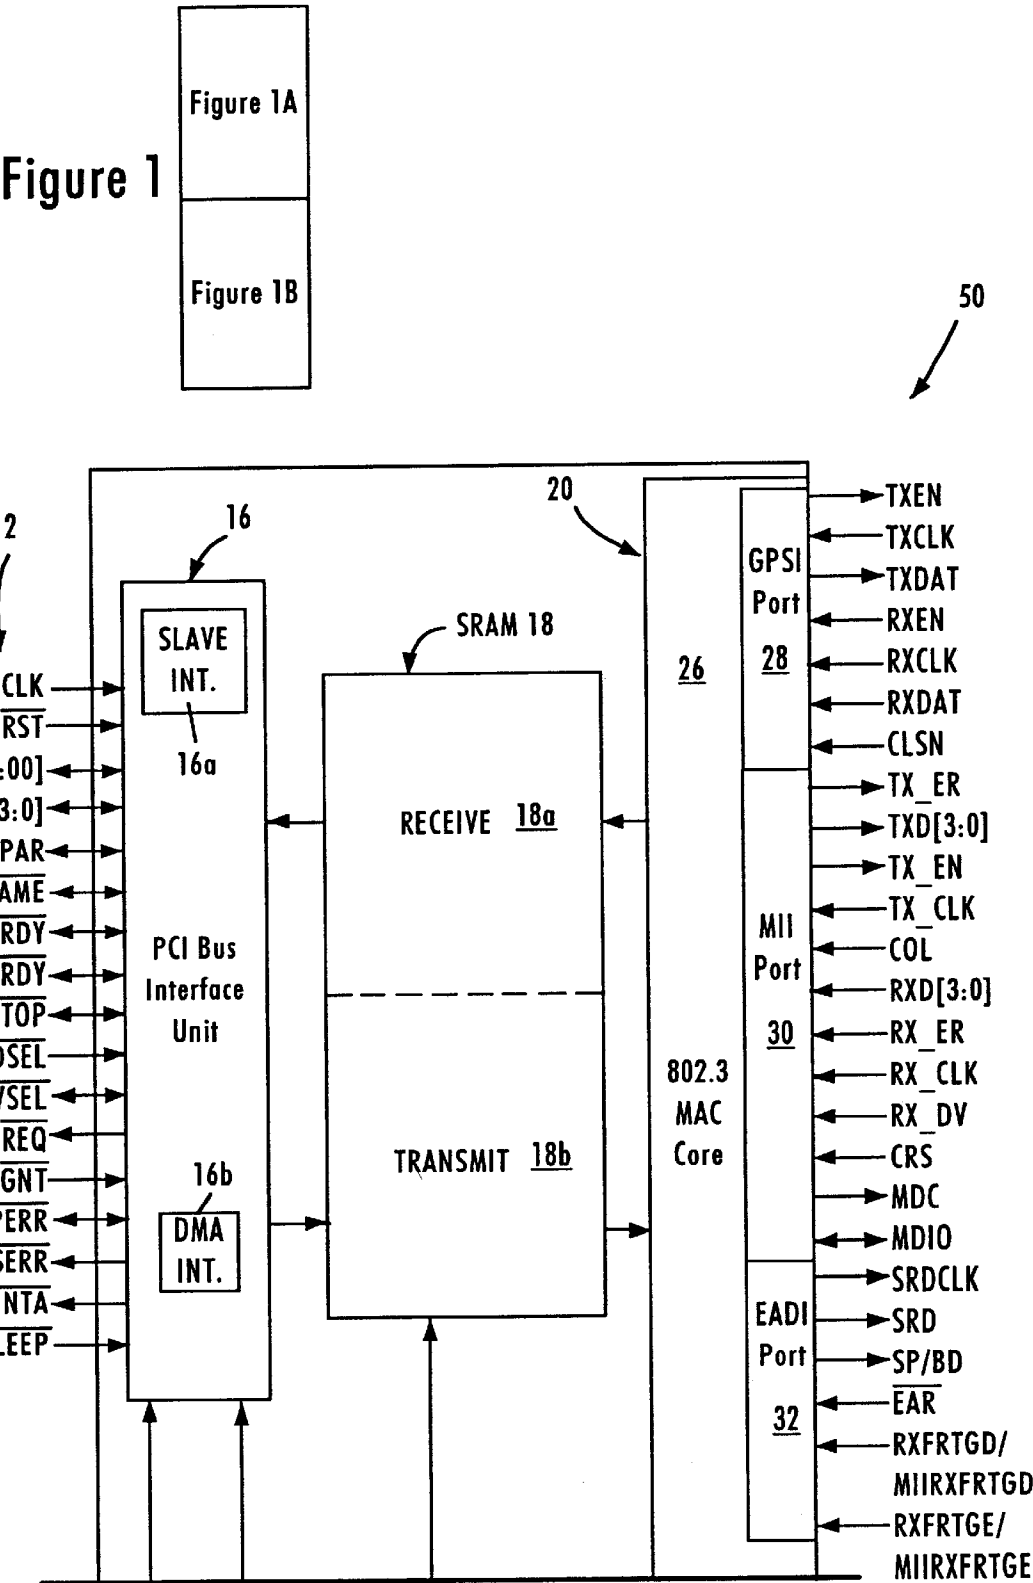 Figure 1A
Figure 1
Figure 1B
50
2
16
20
SLAVE
INT.
16a
SRAM 18
26
GPSI
Port
28
TXEN
TXCLK
TXDAT
RXEN
RXCLK
RXDAT
CLSN
CLK
RST
:00]
3:0]
PAR
AME
RDY
RDY
TOP
DSEL
VSEL
REQ
GNT
PERR
SERR
NTA
LEEP
RECEIVE 18a
PCI Bus
Interface
Unit
TRANSMIT 18b
16b
DMA
INT.
802.3
MAC
Core
MII
Port
30
TX_ER
TXD[3:0]
TX_EN
TX_CLK
COL
RXD[3:0]
RX_ER
RX_CLK
RX_DV
CRS
MDC
MDIO
EADI
Port
32
SRDCLK
SRD
SP/BD
EAR
RXFRTGD/
MIIRXFRTGD
RXFRTGE/
MIIRXFRTGE